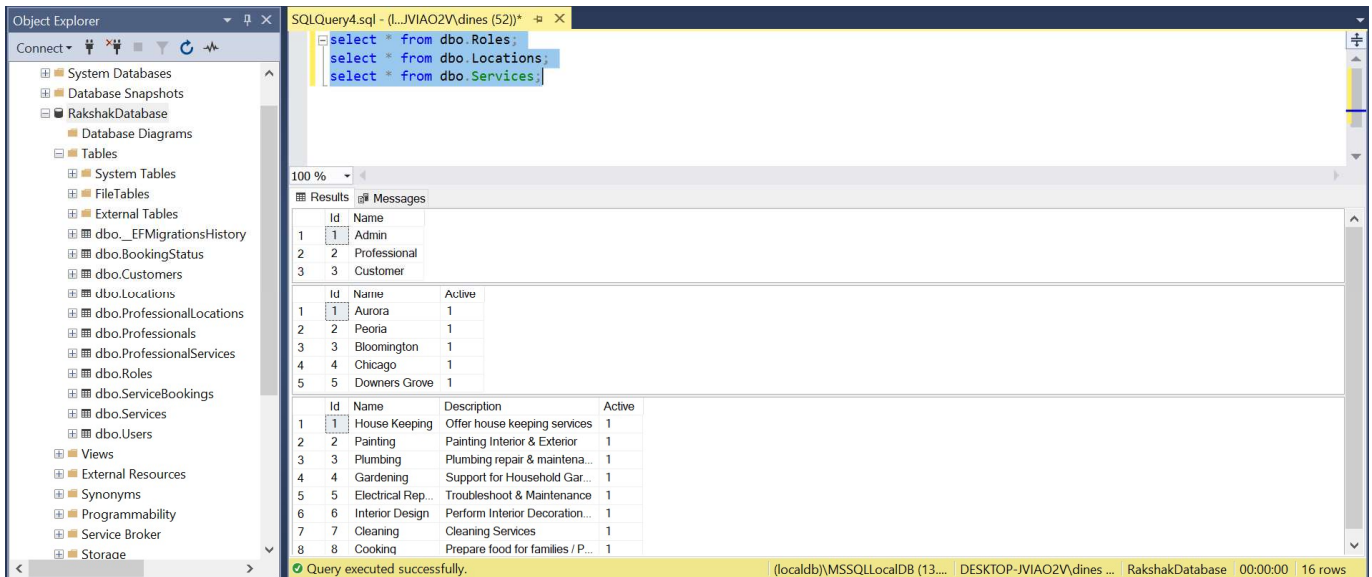 Object Explorer
Connect
System Databases
Database Snapshots
RakshakDatabase
Database Diagrams
Tables
System Tables
FileTables
External Tables
dbo.__EFMigrationsHistory
dbo.BookingStatus
dbo.Customers
dbo.Locations
dbo.ProfessionalLocations
dbo.Professionals
dbo.ProfessionalServices
dbo.Roles
dbo.ServiceBookings
dbo.Services
dbo.Users
Views
External Resources
Synonyms
Programmability
Service Broker
Storage
SQLQuery4.sql - (l...JVIAO2V\dines (52))*
select * from dbo.Roles;
select * from dbo.Locations;
select * from dbo.Services;
100 %
Results Messages
Id Name
1 1 Admin
2 2 Professional
3 3 Customer
Id Name Active
1 1 Aurora 1
2 2 Peoria 1
3 3 Bloomington 1
4 4 Chicago 1
5 5 Downers Grove 1
Id Name Description Active
1 1 House Keeping Offer house keeping services 1
2 2 Painting Painting Interior & Exterior 1
3 3 Plumbing Plumbing repair & maintena... 1
4 4 Gardening Support for Household Gar... 1
5 5 Electrical Rep... Troubleshoot & Maintenance 1
6 6 Interior Design Perform Interior Decoration... 1
7 7 Cleaning Cleaning Services 1
8 8 Cooking Prepare food for families / P... 1
Query executed successfully. (localdb)\MSSQLLocalDB (13.... DESKTOP-JVIAO2V\dines ... RakshakDatabase 00:00:00 16 rows